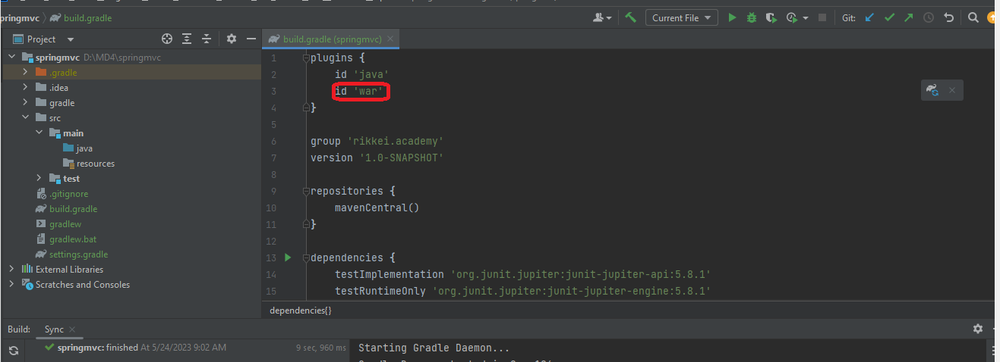 pringmvc
build.gradle
Current File
Git:
Project
build.gradle (springmvc)
springmvc D:\MD4\springmvc
.gradle
.idea
gradle
src
main
java
resources
test
.gitignore
build.gradle
gradlew
gradlew.bat
settings.gradle
External Libraries
Scratches and Consoles
1 plugins {
2 id 'java'
3 id 'war'
4 }
5
6 group 'rikkei.academy'
7 version '1.0-SNAPSHOT'
8
9 repositories {
10 mavenCentral()
11 }
12
13 dependencies {
14 testImplementation 'org.junit.jupiter:junit-jupiter-api:5.8.1'
15 testRuntimeOnly 'org.junit.jupiter:junit-jupiter-engine:5.8.1'
dependencies{}
Build: Sync
springmvc: finished At 5/24/2023 9:02 AM 9 sec, 960 ms
Starting Gradle Daemon...